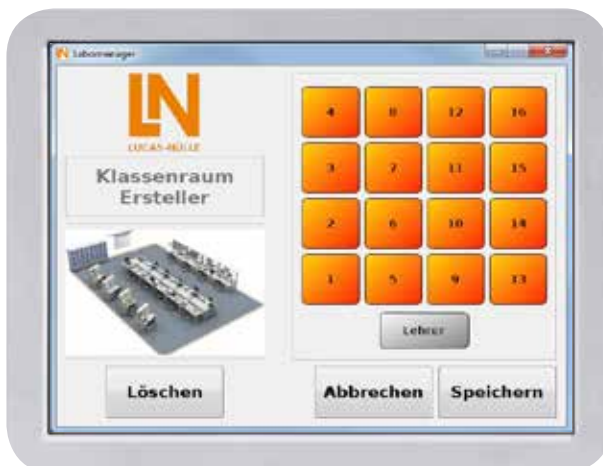 Labormanager
LN
LUCAS-NÜLLE
Klassenraum
Ersteller
4 8 12 16
3 7 11 15
2 6 10 14
1 5 9 13
Lehrer
Löschen
Abbrechen
Speichern